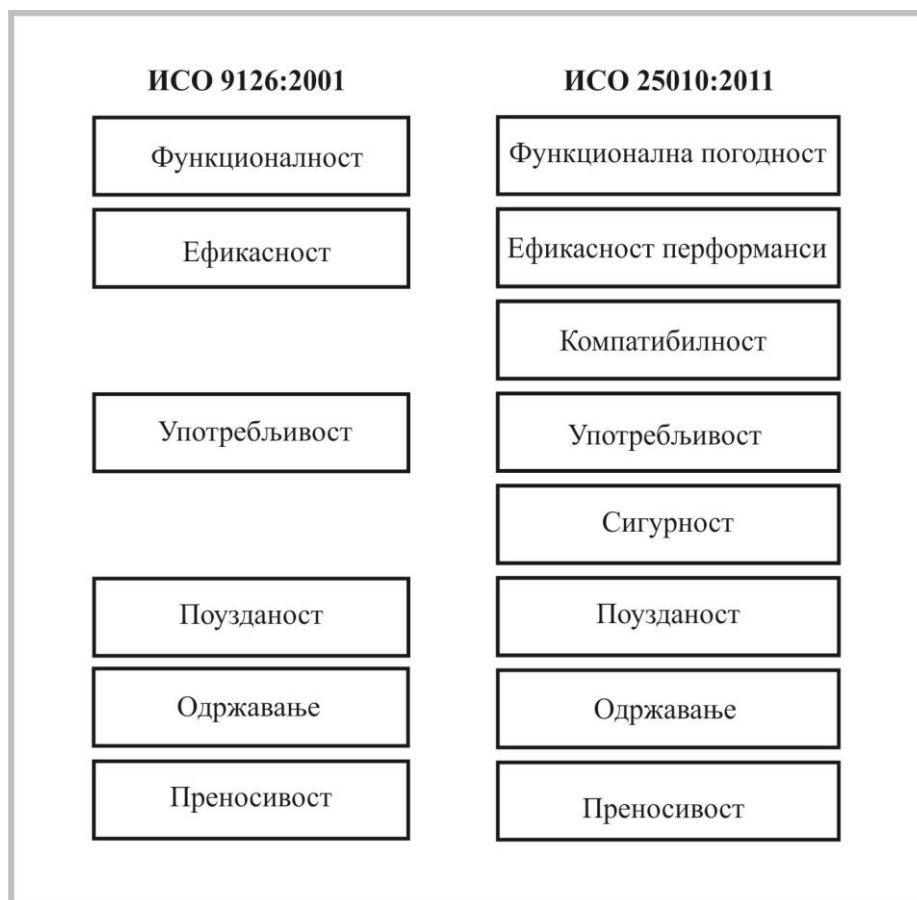 ИСО 9126:2001
Функционалност
Ефикасност
Употребљивост
Поузданост
Одржавање
Преносивост
ИСО 25010:2011
Функционална погодност
Ефикасност перформанси
Компатибилност
Употребљивост
Сигурност
Поузданост
Одржавање
Преносивост